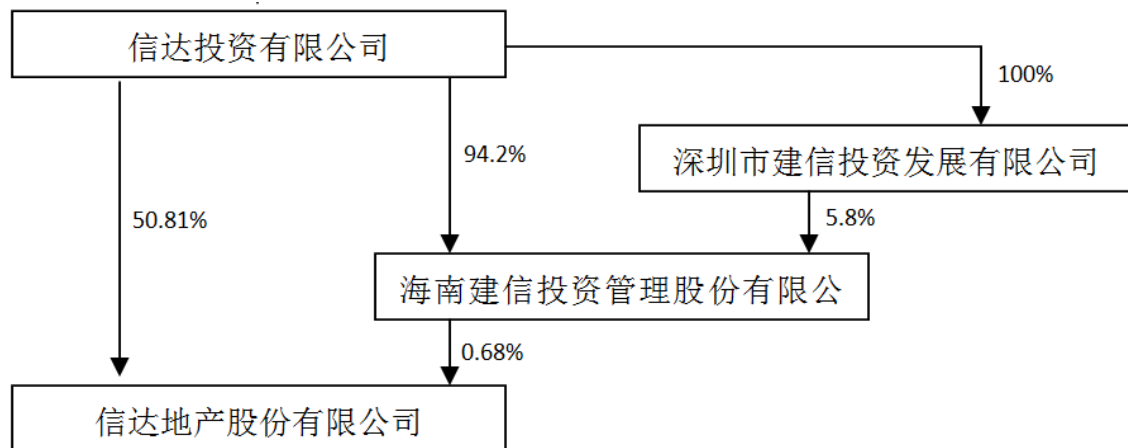 信达投资有限公司
100%
深圳市建信投资发展有限公司
94.2%
50.81%
5.8%
海南建信投资管理股份有限公
0.68%
信达地产股份有限公司